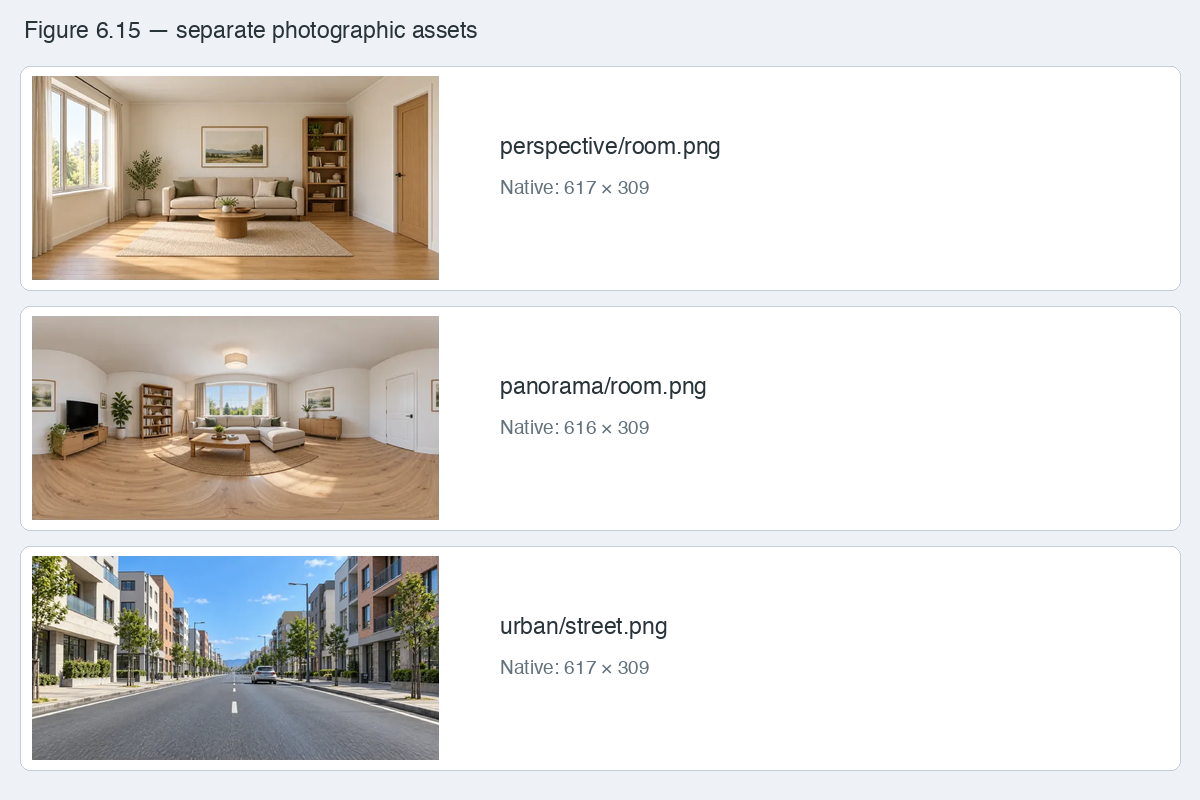 Figure 6.15 — separate photographic assets
perspective/room.png
Native: 617 × 309
panorama/room.png
Native: 616 × 309
urban/street.png
Native: 617 × 309